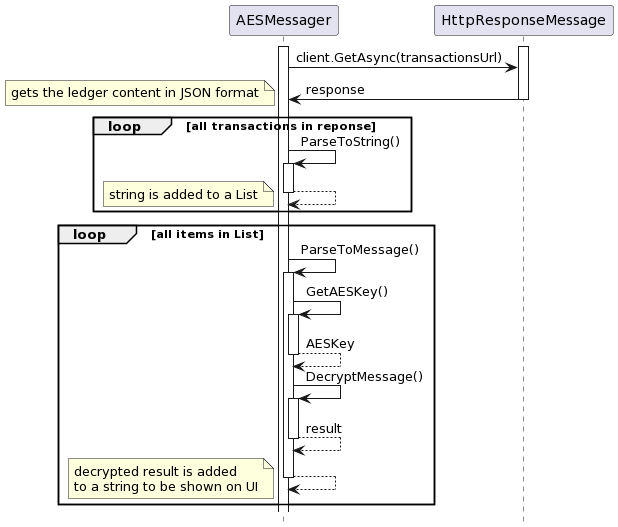 AESMessager
HttpResponseMessage
client.GetAsync(transactionsUrl)
gets the ledger content in JSON format
response
loop
[all transactions in reponse]
ParseToString()
string is added to a List
loop
[all items in List]
ParseToMessage()
GetAESKey()
AESKey
DecryptMessage()
result
decrypted result is added
to a string to be shown on UI